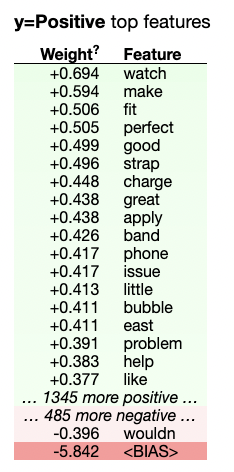 y=Positive top features
Weight? Feature
+0.694 watch
+0.594 make
+0.506 fit
+0.505 perfect
+0.499 good
+0.496 strap
+0.448 charge
+0.438 great
+0.438 apply
+0.426 band
+0.417 phone
+0.417 issue
+0.413 little
+0.411 bubble
+0.411 east
+0.391 problem
+0.383 help
+0.377 like
… 1345 more positive …
… 485 more negative …
-0.396 wouldn
-5.842 <BIAS>